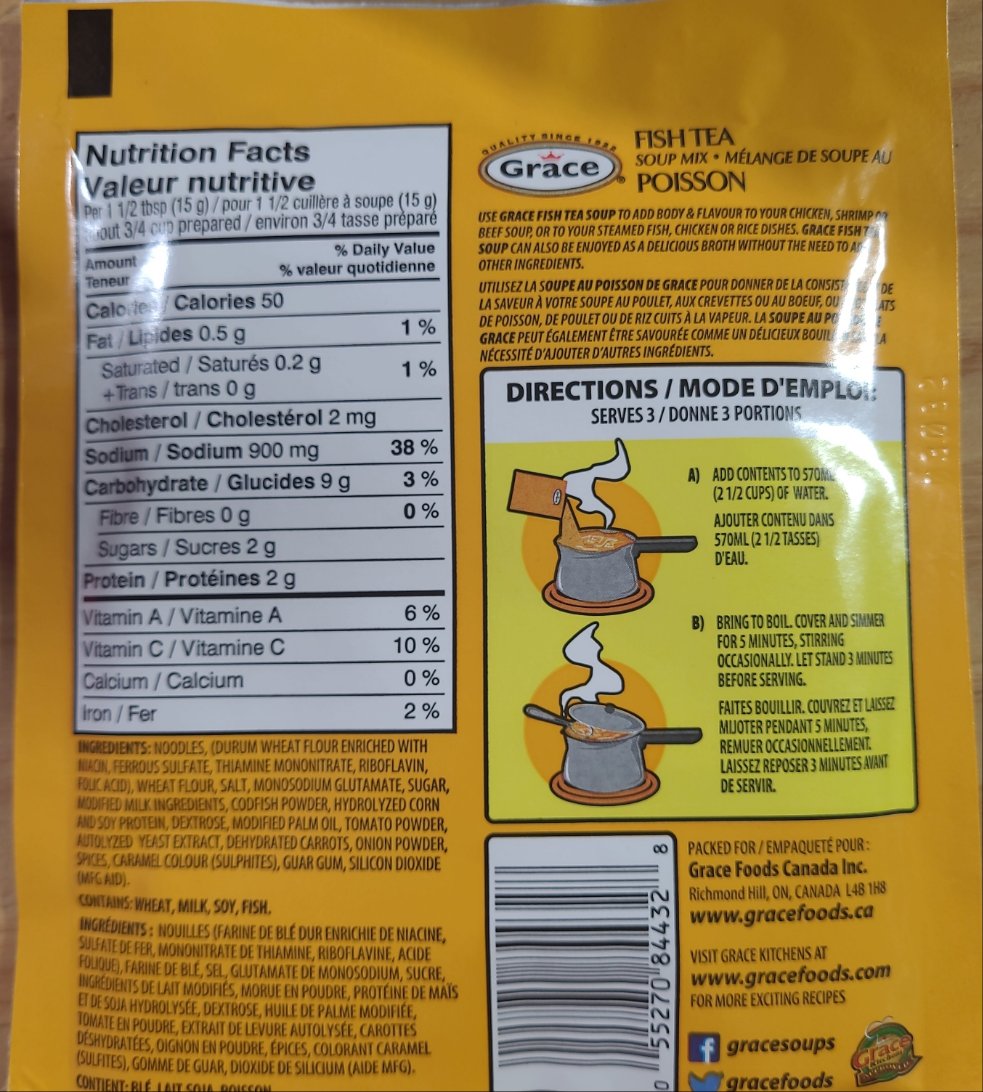 Nutrition Facts
Valeur nutritive
Per 1 1/2 tbsp (15 g) / pour 1 1/2 cuillère à soupe (15 g)
3/4 cup prepared / environ 3/4 tasse préparé
Amount
Teneur
% Daily Value
% valeur quotidienne
Calories / Calories 50
Fat / Lipides 0.5 g 1 %
Saturated / Saturés 0.2 g
+ Trans / trans 0 g
1 %
Cholesterol / Cholestérol 2 mg
Sodium / Sodium 900 mg 38 %
Carbohydrate / Glucides 9 g 3 %
Fibre / Fibres 0 g 0 %
Sugars / Sucres 2 g
Protein / Protéines 2 g
Vitamin A / Vitamine A 6 %
Vitamin C / Vitamine C 10 %
Calcium / Calcium 0 %
Iron / Fer 2 %
INGREDIENTS: NOODLES, (DURUM WHEAT FLOUR ENRICHED WITH
NIACIN, FERROUS SULFATE, THIAMINE MONONITRATE, RIBOFLAVIN,
FOLIC ACID), WHEAT FLOUR, SALT, MONOSODIUM GLUTAMATE, SUGAR,
MODIFIED MILK INGREDIENTS, CODFISH POWDER, HYDROLYZED CORN
AND SOY PROTEIN, DEXTROSE, MODIFIED PALM OIL, TOMATO POWDER,
AUTOLYZED YEAST EXTRACT, DEHYDRATED CARROTS, ONION POWDER,
SPICES, CARAMEL COLOUR (SULPHITES), GUAR GUM, SILICON DIOXIDE
(MFG AID).
CONTAINS: WHEAT, MILK, SOY, FISH.
INGRÉDIENTS : NOUILLES (FARINE DE BLÉ DUR ENRICHIE DE NIACINE,
SULFATE DE FER, MONONITRATE DE THIAMINE, RIBOFLAVINE, ACIDE
FOLIQUE), FARINE DE BLÉ, SEL, GLUTAMATE DE MONOSODIUM, SUCRE,
INGRÉDIENTS DE LAIT MODIFIÉS, MORUE EN POUDRE, PROTÉINE DE MAÏS
ET DE SOJA HYDROLYSÉE, DEXTROSE, HUILE DE PALME MODIFIÉE,
TOMATE EN POUDRE, EXTRAIT DE LEVURE AUTOLYSÉE, CAROTTES
DÉSHYDRATÉES, OIGNON EN POUDRE, ÉPICES, COLORANT CARAMEL
(SULFITES), GOMME DE GUAR, DIOXIDE DE SILICIUM (AIDE MFG).
CONTIENT: BLÉ, LAIT, SOJA, POISSON
QUALITY SINCE 1922
Grace
FISH TEA
SOUP MIX • MÉLANGE DE SOUPE AU
POISSON
USE GRACE FISH TEA SOUP TO ADD BODY & FLAVOUR TO YOUR CHICKEN, SHRIMP OR
BEEF SOUP, OR TO YOUR STEAMED FISH, CHICKEN OR RICE DISHES. GRACE FISH
SOUP CAN ALSO BE ENJOYED AS A DELICIOUS BROTH WITHOUT THE NEED TO
OTHER INGREDIENTS.
UTILISEZ LA SOUPE AU POISSON DE GRACE POUR DONNER DE LA DE
LA SAVEUR À VOTRE SOUPE AU POULET, AUX CREVETTES OU AU BOEUF, OU
DE POISSON, DE POULET OU DE RIZ CUITS À LA VAPEUR. LA SOUPE AU
GRACE PEUT ÉGALEMENT ÊTRE SAVOURÉE COMME UN DÉLICIEUX LA
NÉCESSITÉ D'AJOUTER D'AUTRES INGRÉDIENTS.
DIRECTIONS / MODE D'EMPLOI:
SERVES 3 / DONNE 3 PORTIONS
A) ADD CONTENTS TO 570ML
(2 1/2 CUPS) OF WATER.
AJOUTER CONTENU DANS
570ML (2 1/2 TASSES)
D'EAU.
B) BRING TO BOIL. COVER AND SIMMER
FOR 5 MINUTES, STIRRING
OCCASIONALLY. LET STAND 3 MINUTES
BEFORE SERVING.
FAITES BOUILLIR. COUVREZ ET LAISSEZ
MIJOTER PENDANT 5 MINUTES,
REMUER OCCASIONNELLEMENT.
LAISSEZ REPOSER 3 MINUTES AVANT
DE SERVIR.
0 55270 84432 8
PACKED FOR / EMPAQUETÉ POUR :
Grace Foods Canada Inc.
Richmond Hill, ON, CANADA L4B 1H8
www.gracefoods.ca
VISIT GRACE KITCHENS AT
www.gracefoods.com
FOR MORE EXCITING RECIPES
gracesoups
gracefoods
Grace